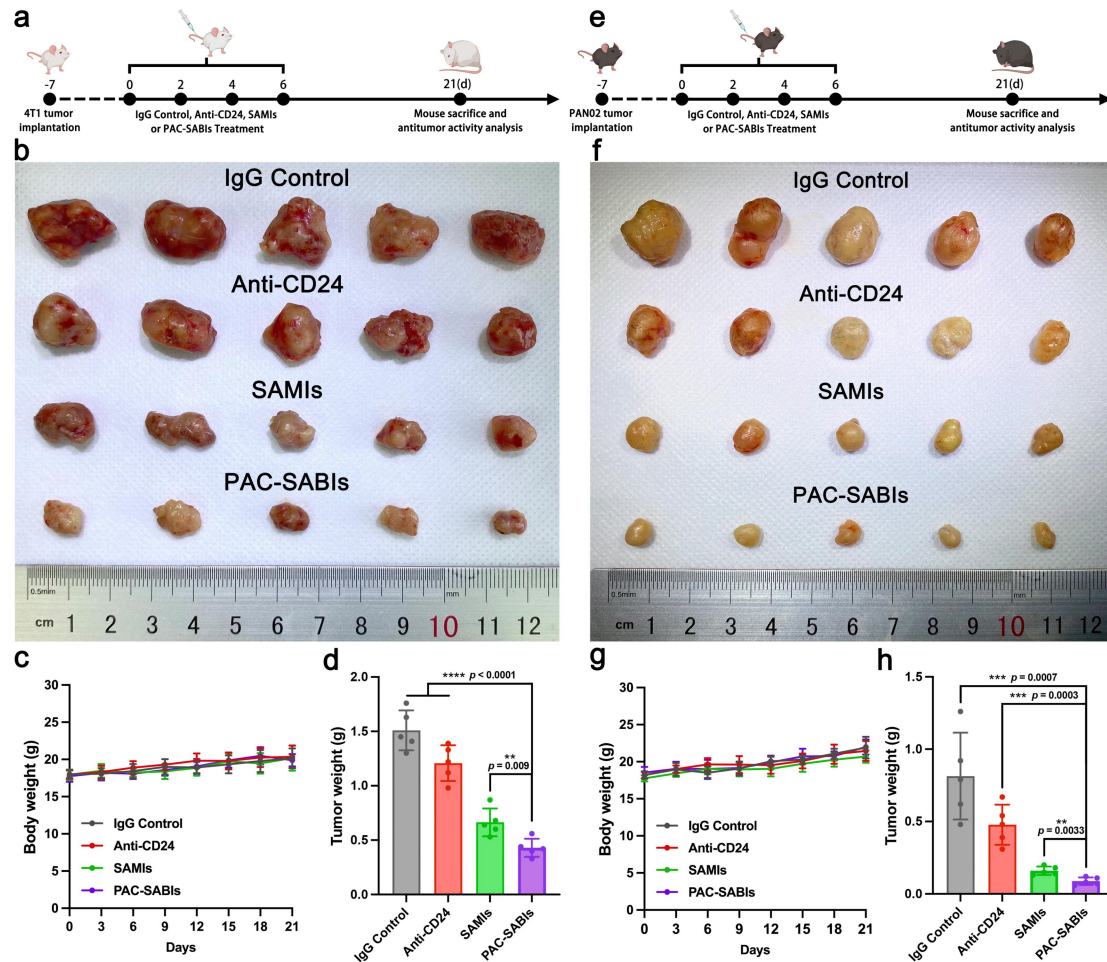 a
-7
0
2
4
6
21(d)
4T1 tumor
implantation
IgG Control, Anti-CD24, SAMIs
or PAC-SABIs Treatment
Mouse sacrifice and
antitumor activity analysis
e
-7
0
2
4
6
21(d)
PAN02 tumor
implantation
IgG Control, Anti-CD24, SAMIs
or PAC-SABIs Treatment
Mouse sacrifice and
antitumor activity analysis
b
IgG Control
Anti-CD24
SAMIs
PAC-SABIs
0.5mm
mm
cm 1 2 3 4 5 6 7 8 9 10 11 12
f
IgG Control
Anti-CD24
SAMIs
PAC-SABIs
0.5mm
mm
cm 1 2 3 4 5 6 7 8 9 10 11 12
c
Body weight (g)
30
25
20
15
10
5
0
IgG Control
Anti-CD24
SAMIs
PAC-SABIs
0 3 6 9 12 15 18 21
Days
d
Tumor weight (g)
2.0
1.5
1.0
0.5
0.0
**** p < 0.0001
**
p = 0.009
IgG Control
Anti-CD24
SAMIs
PAC-SABIs
g
Body weight (g)
30
25
20
15
10
5
0
IgG Control
Anti-CD24
SAMIs
PAC-SABIs
0 3 6 9 12 15 18 21
Days
h
Tumor weight (g)
1.5
1.0
0.5
0.0
*** p = 0.0007
*** p = 0.0003
**
p = 0.0033
IgG Control
Anti-CD24
SAMIs
PAC-SABIs